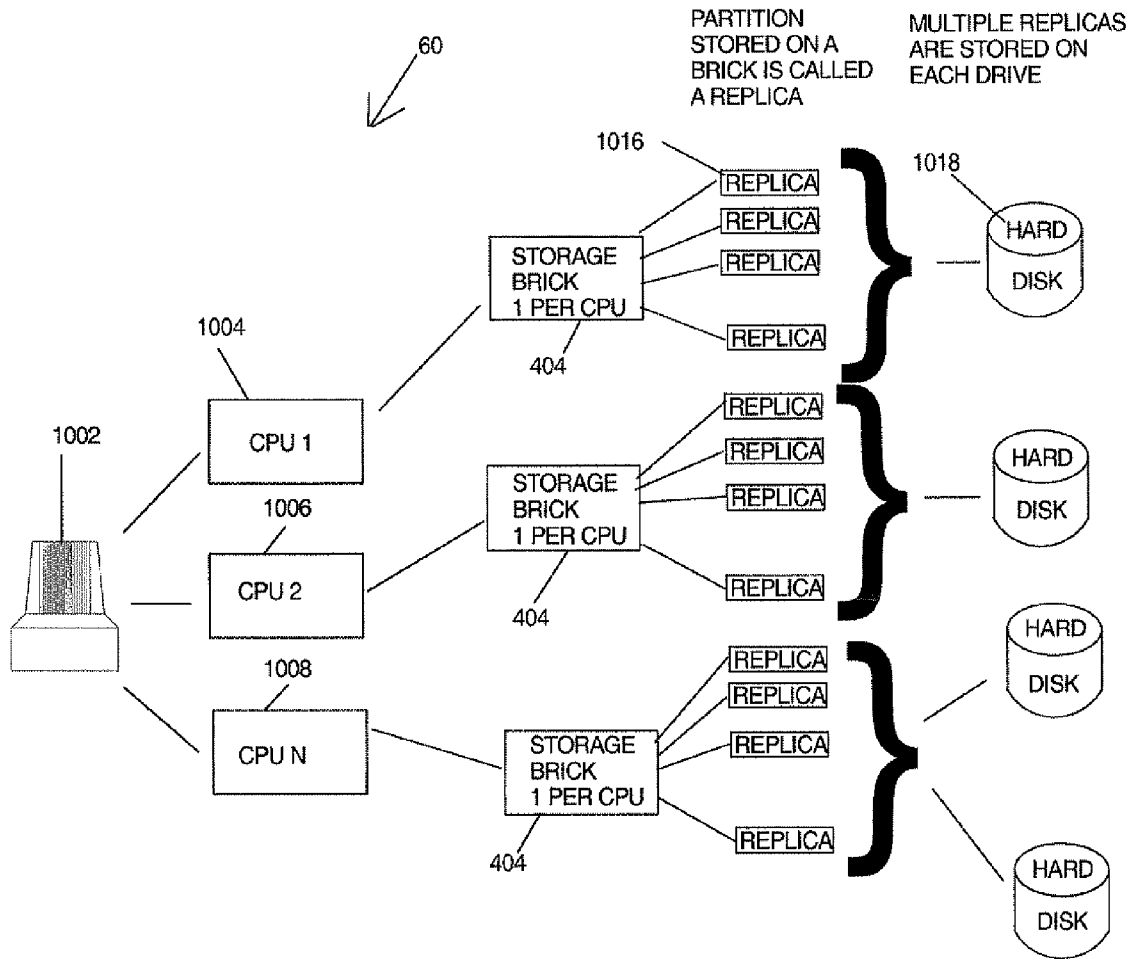 PARTITION
STORED ON A
BRICK IS CALLED
A REPLICA
MULTIPLE REPLICAS
ARE STORED ON
EACH DRIVE
60
1016
1018
REPLICA
REPLICA
REPLICA
REPLICA
HARD
DISK
STORAGE
BRICK
1 PER CPU
404
1004
CPU 1
1002
REPLICA
REPLICA
REPLICA
REPLICA
HARD
DISK
STORAGE
BRICK
1 PER CPU
404
1006
CPU 2
1008
CPU N
REPLICA
REPLICA
REPLICA
REPLICA
HARD
DISK
STORAGE
BRICK
1 PER CPU
404
HARD
DISK